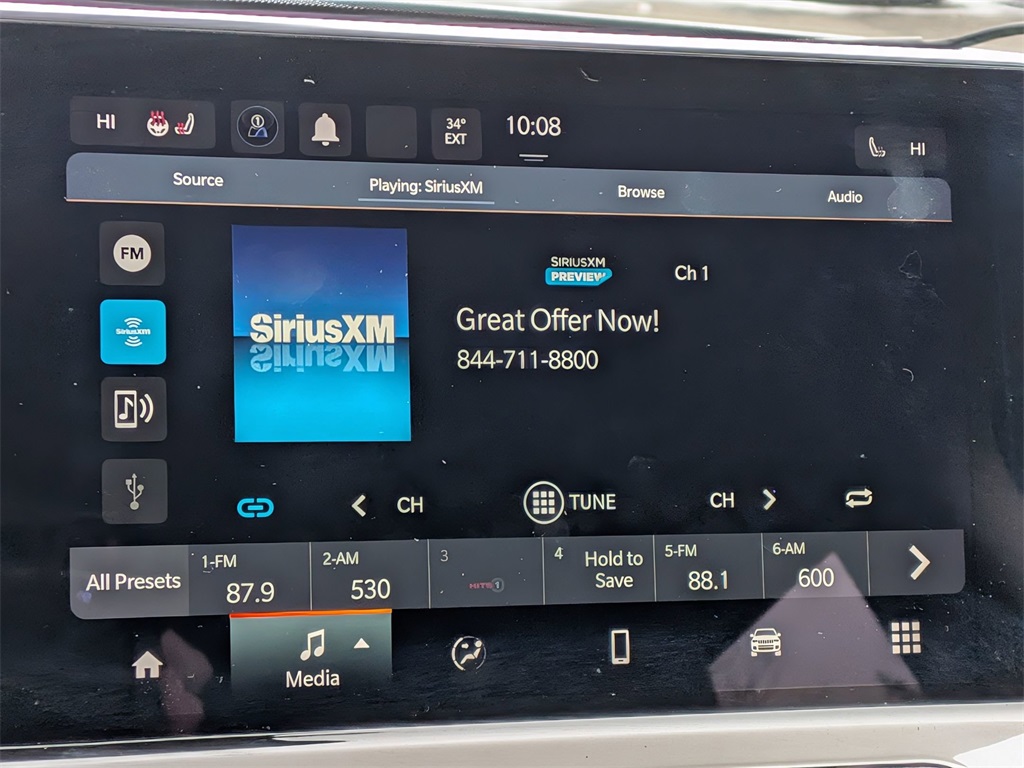 HI
1
34°
EXT
10:08
HI
Source
Playing: SiriusXM
Browse
Audio
FM
SiriusXM
SiriusXM
SIRIUSXM
PREVIEW
Ch 1
Great Offer Now!
844-711-8800
CH
TUNE
CH
All Presets
1-FM
87.9
2-AM
530
3
HITS1
4
Hold to
Save
5-FM
88.1
6-AM
600
Media